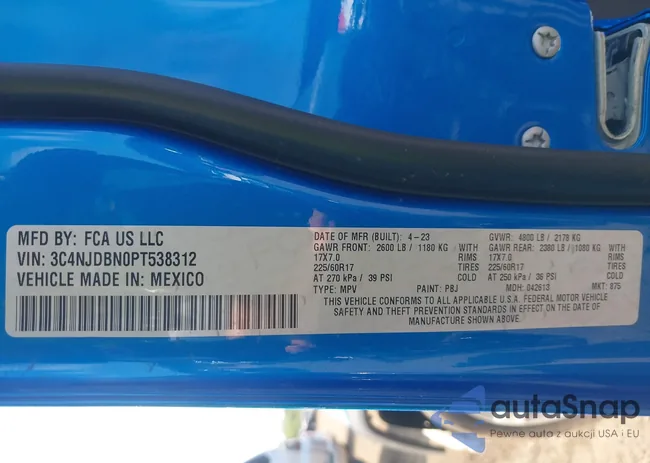 MFD BY: FCA US LLC
VIN: 3C4NJDBN0PT538312
VEHICLE MADE IN: MEXICO
DATE OF MFR (BUILT): 4-23 GVWR: 4800 LB / 2178 KG
GAWR FRONT: 2600 LB / 1180 KG GAWR REAR: 2380 LB / 1080 KG
17X7.0 RIMS 17X7.0 RIMS
225/60R17 TIRES 225/60R17 TIRES
AT 270 kPa / 39 PSI COLD AT 250 kPa / 36 PSI COLD
TYPE: MPV PAINT: PBJ MDH: 042613 MKT: 875
THIS VEHICLE CONFORMS TO ALL APPLICABLE U.S.A. FEDERAL MOTOR VEHICLE
SAFETY AND THEFT PREVENTION STANDARDS IN EFFECT ON THE DATE OF
MANUFACTURE SHOWN ABOVE.
autoSnap
Pewne auta z aukcji USA i EU